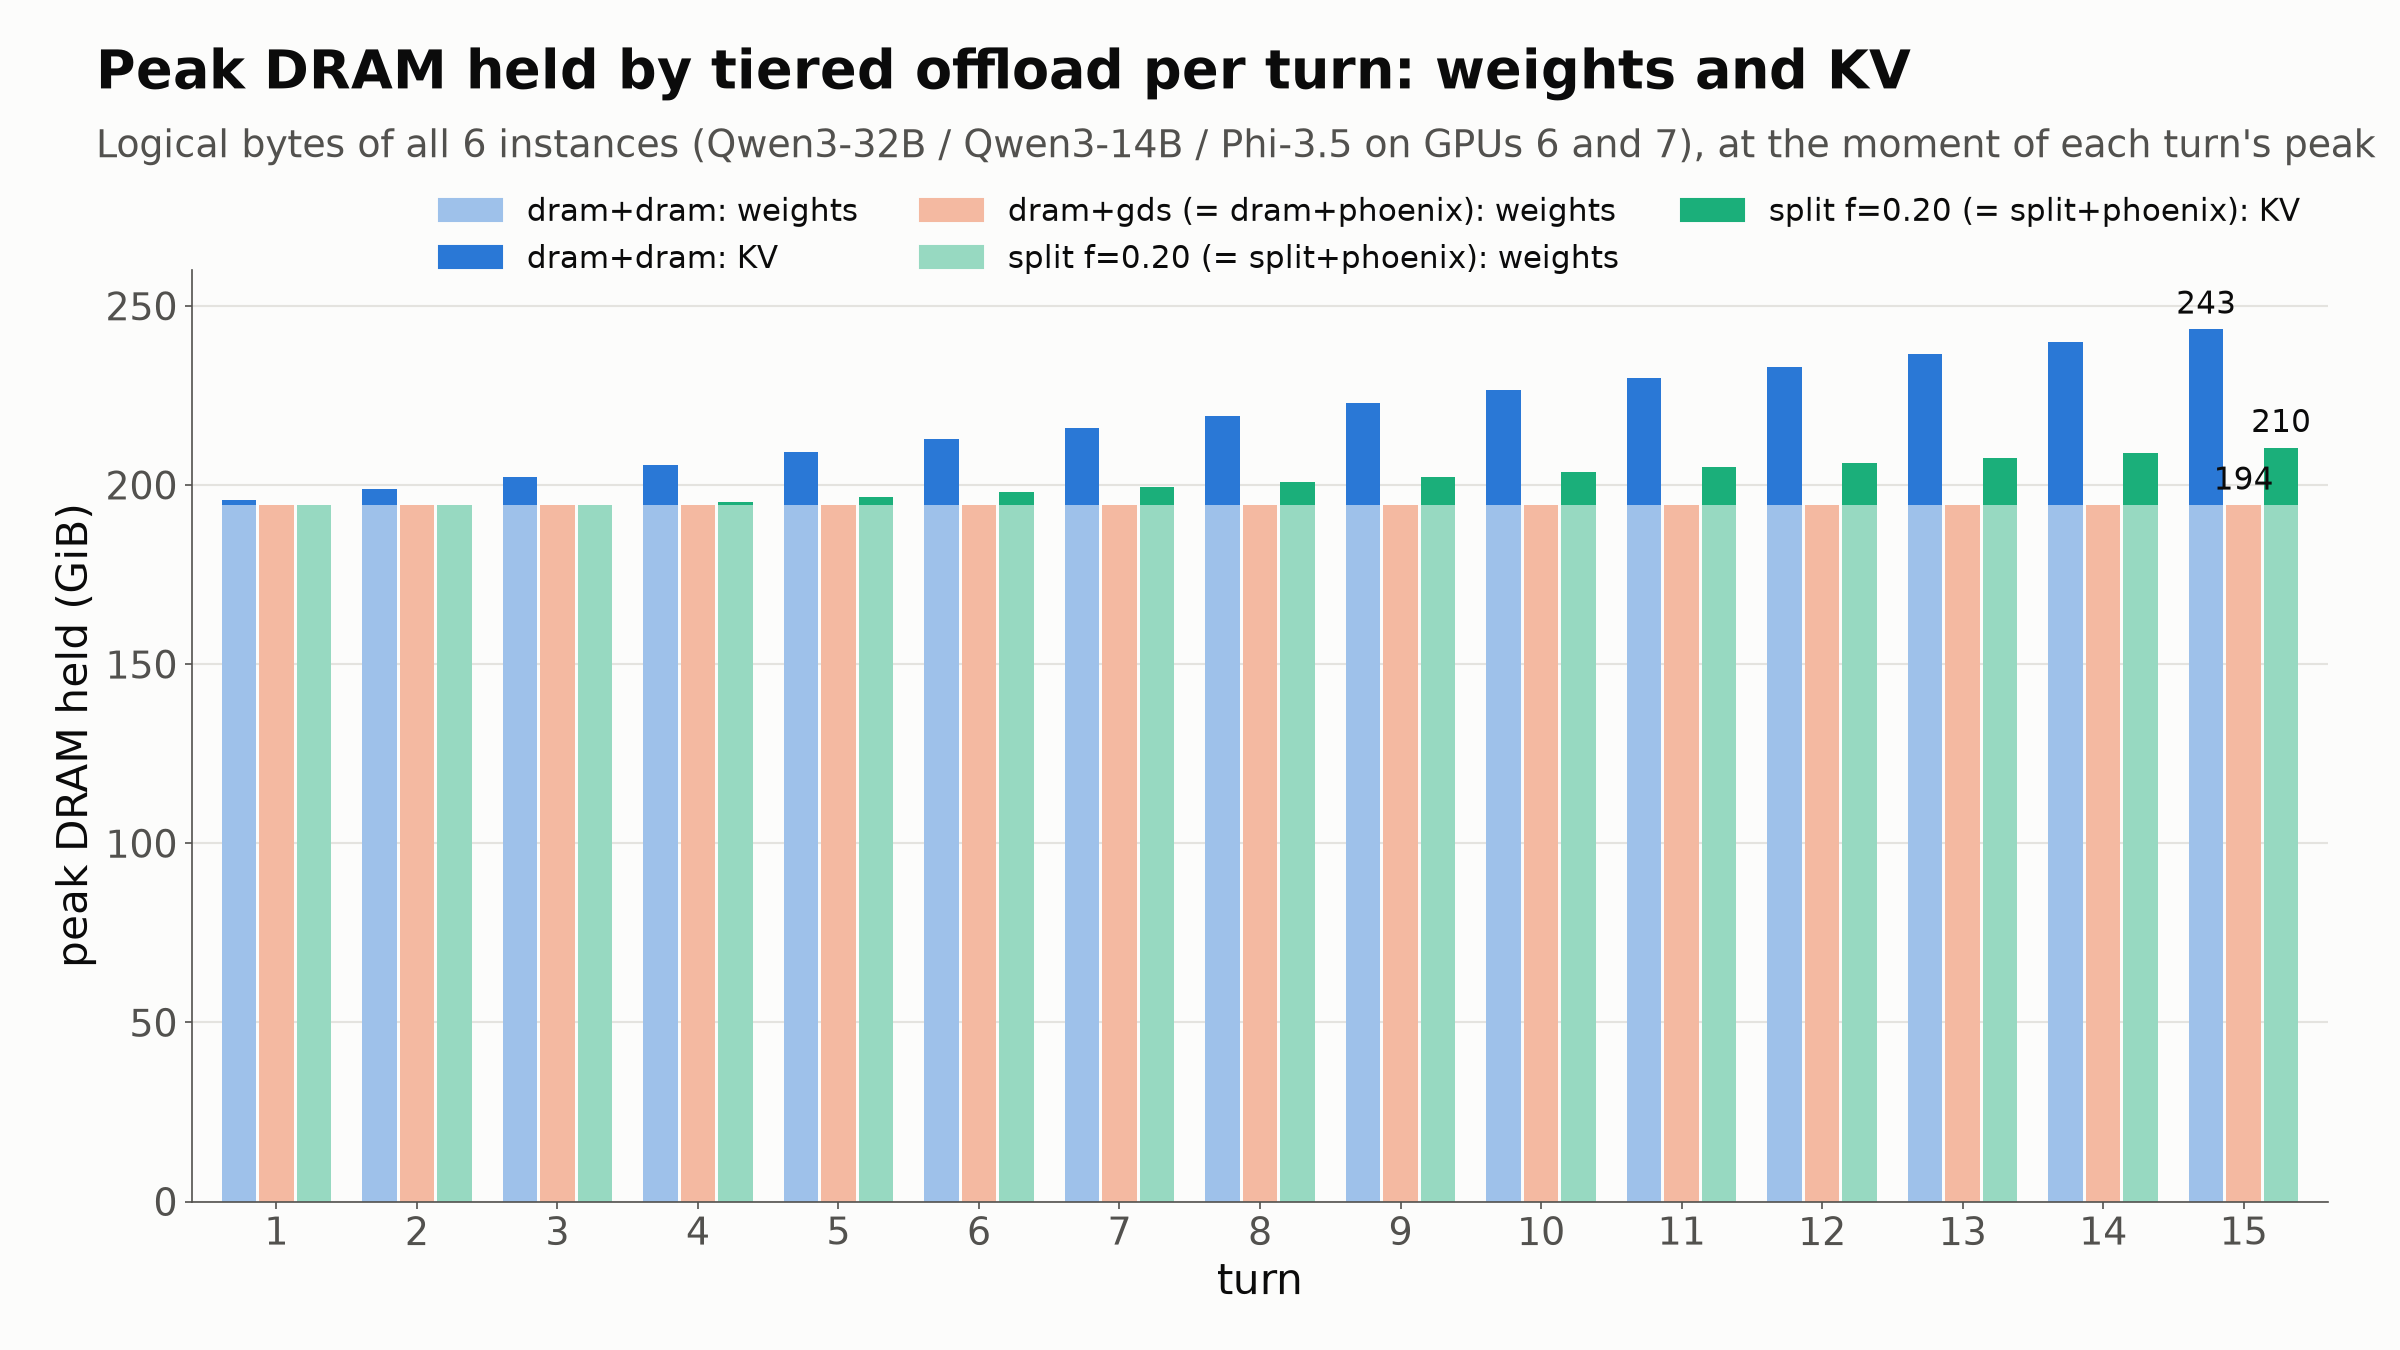 Peak DRAM held by tiered offload per turn: weights and KV
Logical bytes of all 6 instances (Qwen3-32B / Qwen3-14B / Phi-3.5 on GPUs 6 and 7), at the moment of each turn's peak
dram+dram: weights
dram+dram: KV
dram+gds (= dram+phoenix): weights
split f=0.20 (= split+phoenix): weights
split f=0.20 (= split+phoenix): KV
peak DRAM held (GiB)
250
200
150
100
50
0
243
194
210
1 2 3 4 5 6 7 8 9 10 11 12 13 14 15
turn